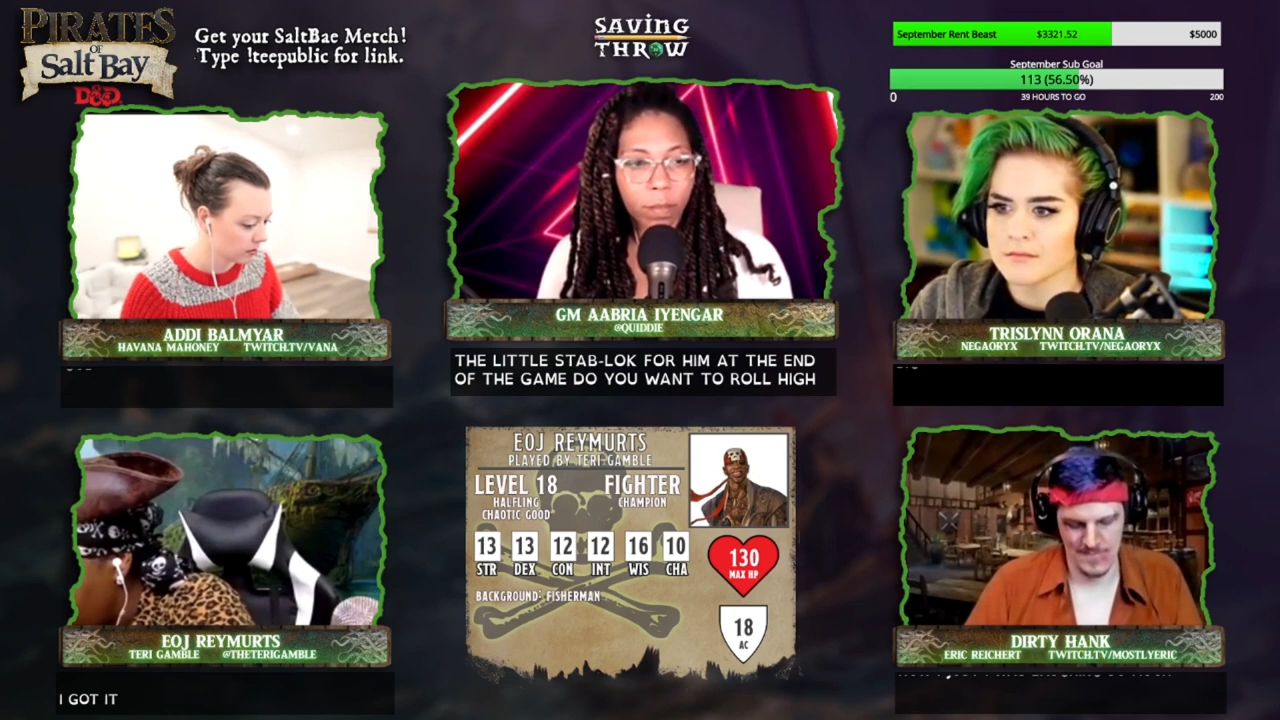 PIRATES
OF
Salt Bay
D&D
Get your SaltBae Merch!
Type !teepublic for link.
SAVING
THROW
September Rent Beast $3321.52 $5000
September Sub Goal
113 (56.50%)
0 39 HOURS TO GO 200
ADDI BALMYAR
HAVANA MAHONEY TWITCH.TV/VANA
GM AABRIA IYENGAR
@QUIDDIE
THE LITTLE STAB-LOK FOR HIM AT THE END
OF THE GAME DO YOU WANT TO ROLL HIGH
TRISLYNN ORANA
NEGAORYX TWITCH.TV/NEGAORYX
EOJ REYMURTS
PLAYED BY TERI GAMBLE
LEVEL 18 FIGHTER
HALFLING CHAMPION
CHAOTIC GOOD
13 13 12 12 16 10
STR DEX CON INT WIS CHA
BACKGROUND: FISHERMAN
130
MAX HP
18
AC
EOJ REYMURTS
TERI GAMBLE @THETERIGAMBLE
I GOT IT
DIRTY HANK
ERIC REICHERT TWITCH.TV/MOSTLYERIC